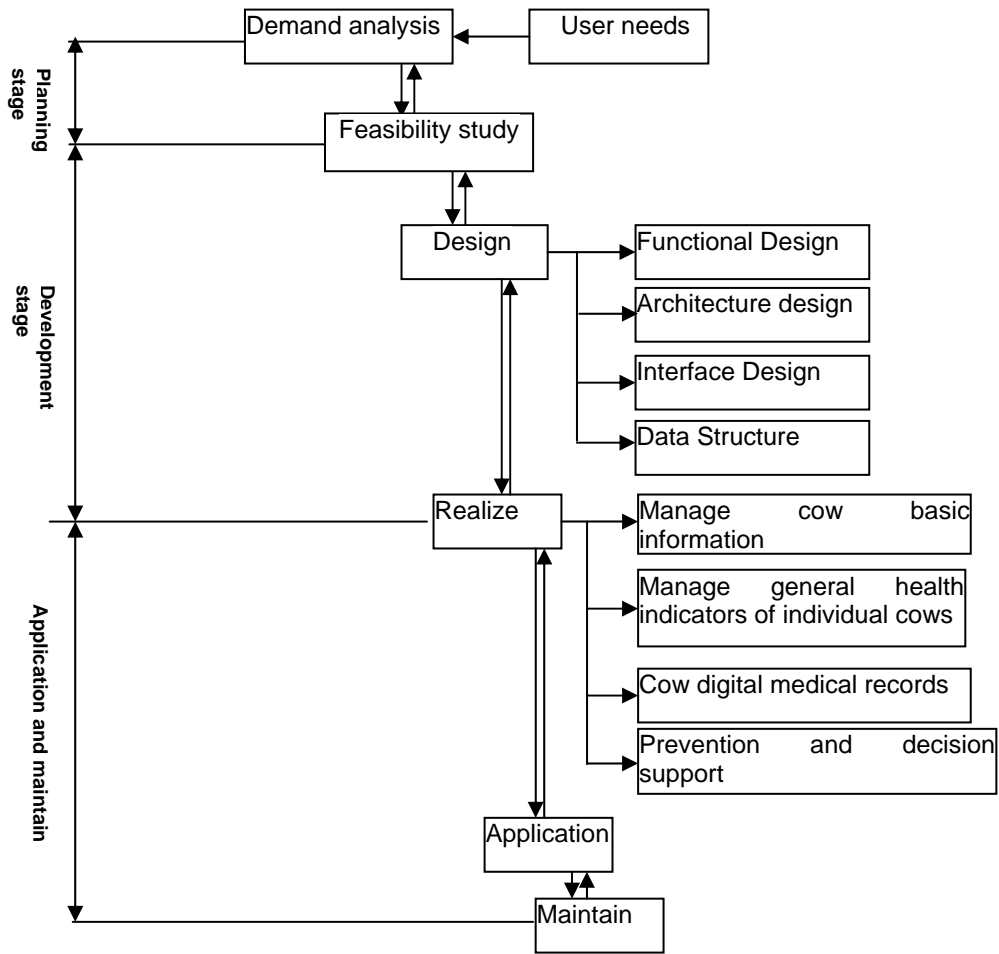 Demand analysis
User needs
Planning
stage
Feasibility study
Design
Functional Design
Architecture design
Interface Design
Data Structure
Development
stage
Realize
Manage cow basic
information
Manage general health
indicators of individual cows
Cow digital medical records
Prevention and decision
support
Application and maintain
Application
Maintain